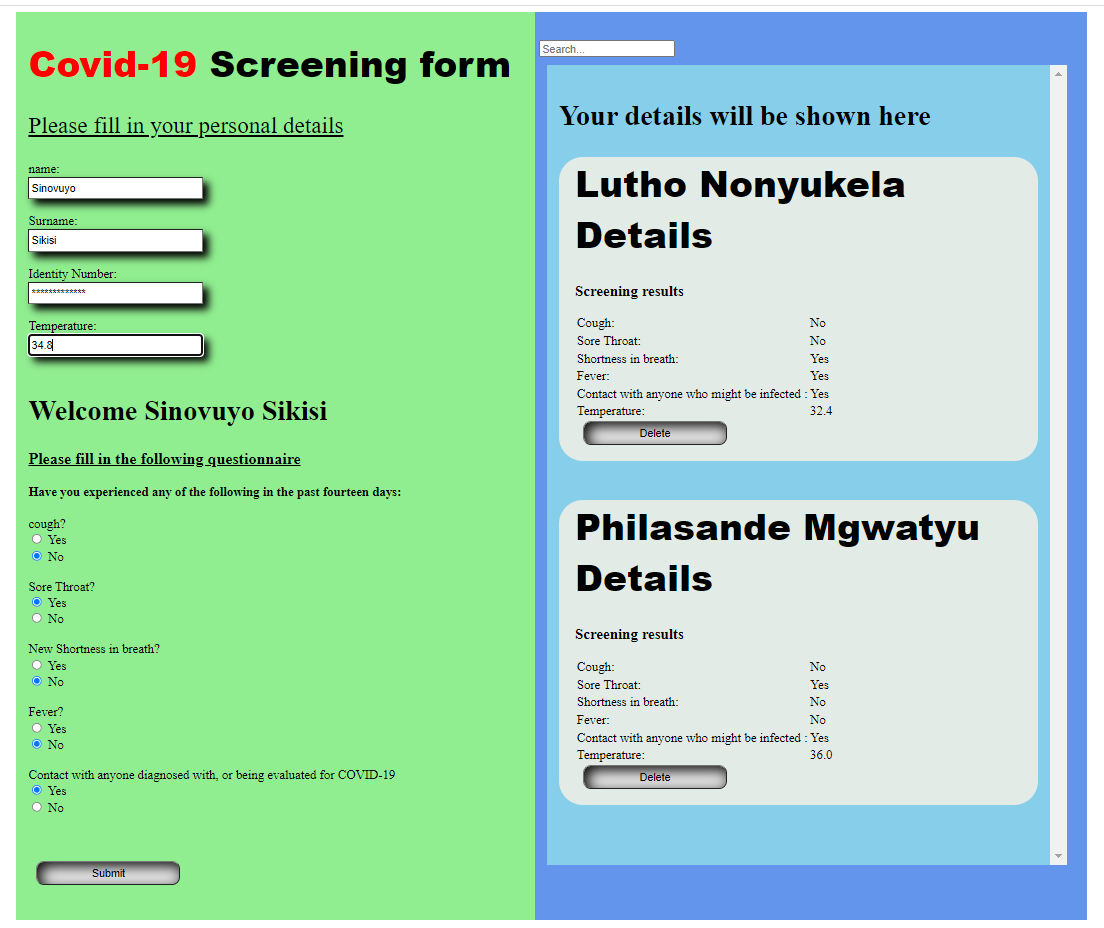 Covid-19 Screening form
Please fill in your personal details
name:
Sinovuyo
Surname:
Sikisi
Identity Number:
*************
Temperature:
34.8
Welcome Sinovuyo Sikisi
Please fill in the following questionnaire
Have you experienced any of the following in the past fourteen days:
cough?
Yes
No
Sore Throat?
Yes
No
New Shortness in breath?
Yes
No
Fever?
Yes
No
Contact with anyone diagnosed with, or being evaluated for COVID-19
Yes
No
Submit
Search...
Your details will be shown here
Lutho Nonyukela
Details
Screening results
Cough: No
Sore Throat: No
Shortness in breath: Yes
Fever: Yes
Contact with anyone who might be infected : Yes
Temperature: 32.4
Delete
Philasande Mgwatyu
Details
Screening results
Cough: No
Sore Throat: Yes
Shortness in breath: No
Fever: No
Contact with anyone who might be infected : Yes
Temperature: 36.0
Delete